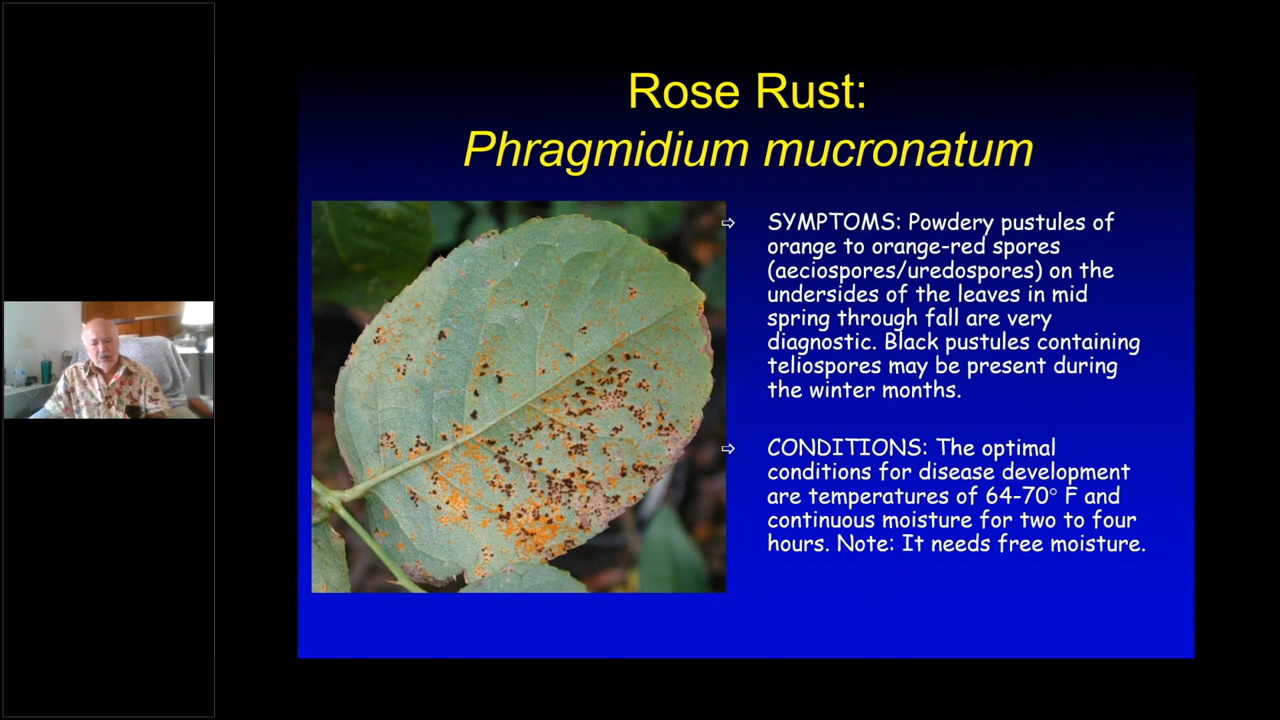 Rose Rust:
Phragmidium mucronatum
⇨ SYMPTOMS: Powdery pustules of
orange to orange-red spores
(aeciospores/uredospores) on the
undersides of the leaves in mid
spring through fall are very
diagnostic. Black pustules containing
teliospores may be present during
the winter months.
⇨ CONDITIONS: The optimal
conditions for disease development
are temperatures of 64-70° F and
continuous moisture for two to four
hours. Note: It needs free moisture.